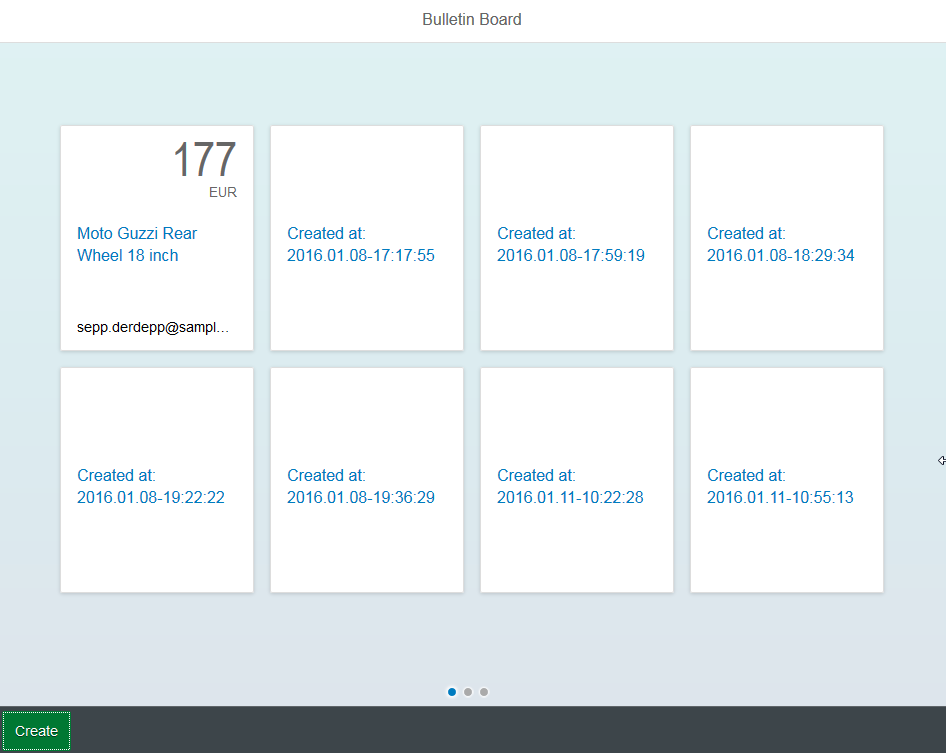 Bulletin Board
177
EUR
Moto Guzzi Rear
Wheel 18 inch
sepp.derdepp@sampl...
Created at:
2016.01.08-17:17:55
Created at:
2016.01.08-17:59:19
Created at:
2016.01.08-18:29:34
Created at:
2016.01.08-19:22:22
Created at:
2016.01.08-19:36:29
Created at:
2016.01.11-10:22:28
Created at:
2016.01.11-10:55:13
Create